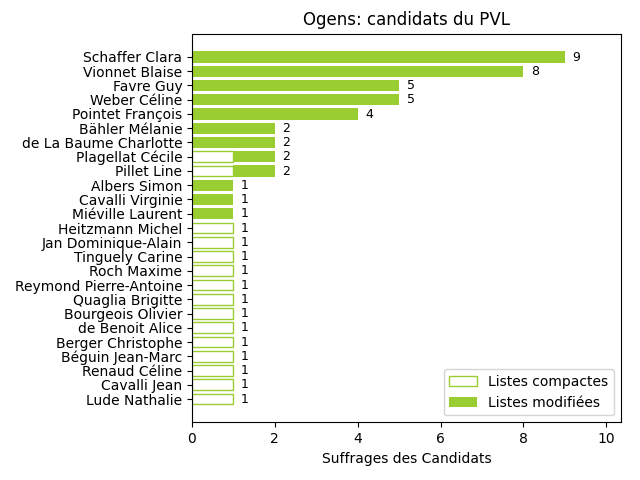 Ogens: candidats du PVL
Schaffer Clara 9
Vionnet Blaise 8
Favre Guy 5
Weber Céline 5
Pointet François 4
Bähler Mélanie 2
de La Baume Charlotte 2
Plagellat Cécile 2
Pillet Line 2
Albers Simon 1
Cavalli Virginie 1
Miéville Laurent 1
Heitzmann Michel 1
Jan Dominique-Alain 1
Tinguely Carine 1
Roch Maxime 1
Reymond Pierre-Antoine 1
Quaglia Brigitte 1
Bourgeois Olivier 1
de Benoit Alice 1
Berger Christophe 1
Béguin Jean-Marc 1
Renaud Céline 1
Cavalli Jean 1
Lude Nathalie 1
Listes compactes
Listes modifiées
0 2 4 6 8 10
Suffrages des Candidats